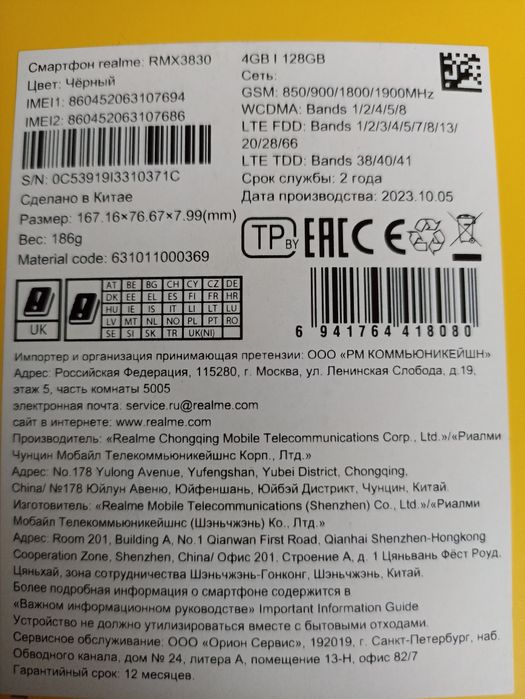 Смартфон realme: RMX3830
Цвет: Чёрный
IMEI1: 860452063107694
IMEI2: 860452063107686
S/N: 0C53919I3310371C
Сделано в Китае
Размер: 167.16×76.67×7.99(mm)
Вес: 186g
Material code: 631011000369
4GB I 128GB
Сеть:
GSM: 850/900/1800/1900MHz
WCDMA: Bands 1/2/4/5/8
LTE FDD: Bands 1/2/3/4/5/7/8/13/
20/28/66
LTE TDD: Bands 38/40/41
Срок службы: 2 года
Дата производства: 2023.10.05
TP BY EAC CE
UK
AT BE BG CH CY CZ DE
DK EE EL ES FI FR HR
HU IE IS IT LI LT LU
LV MT NL NO PL PT RO
SE SI SK TR UK(NI)
6 941764 418080
Импортер и организация принимающая претензии: ООО «РМ КОММЬЮНИКЕЙШН»
Адрес: Российская Федерация, 115280, г. Москва, ул. Ленинская Слобода, д.19,
этаж 5, часть комнаты 5005
электронная почта: service.ru@realme.com
сайт в интернете: www.realme.com
Производитель: «Realme Chongqing Mobile Telecommunications Corp., Ltd.»/«Риалми
Чунцин Мобайл Телекоммьюникейшнс Корп., Лтд.»
Адрес: No.178 Yulong Avenue, Yufengshan, Yubei District, Chongqing,
China/ №178 Юйлун Авеню, Юйфеншань, Юйбэй Дистрикт, Чунцин, Китай.
Изготовитель: «Realme Mobile Telecommunications (Shenzhen) Co., Ltd.»/«Риалми
Мобайл Телекоммьюникейшнс (Шэньчжэнь) Ко., Лтд.»
Адрес: Room 201, Building A, No.1 Qianwan First Road, Qianhai Shenzhen-Hongkong
Cooperation Zone, Shenzhen, China/ Офис 201, Строение А, д. 1 Цяньвань Фёст Роуд,
Цяньхай, зона сотрудничества Шэньчжэнь-Гонконг, Шэньчжэнь, Китай.
Более подробная информация о смартфоне содержится в
«Важном информационном руководстве» Important Information Guide
Устройство не должно утилизироваться вместе с бытовыми отходами.
Сервисное обслуживание: ООО «Орион Сервис», 192019, г. Санкт-Петербург, наб.
Обводного канала, дом № 24, литера А, помещение 13-Н, офис 82/7
Гарантийный срок: 12 месяцев.